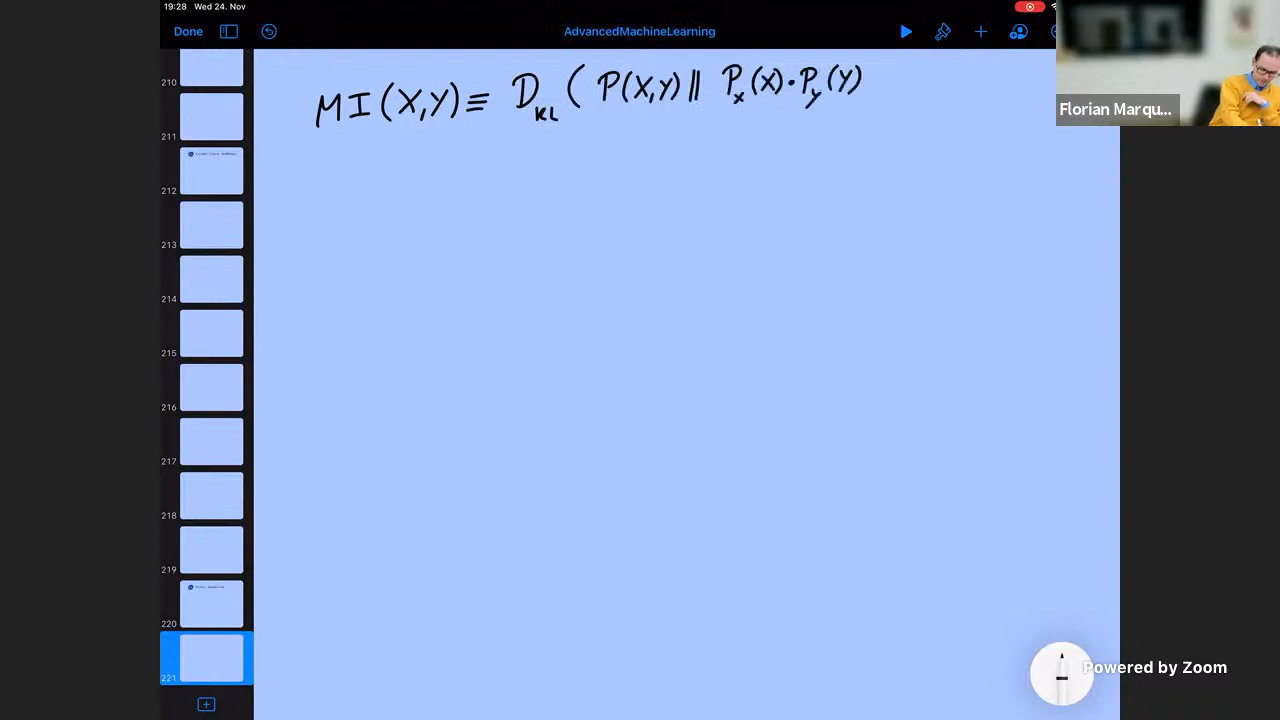 19:28 Wed 24. Nov
Done
AdvancedMachineLearning
MI(X,Y) ≡ D_KL ( P(X,Y) || P_X(X)·P_Y(Y)
Florian Marqu...
210
211
212
213
214
215
216
217
218
219
220
221
Powered by Zoom